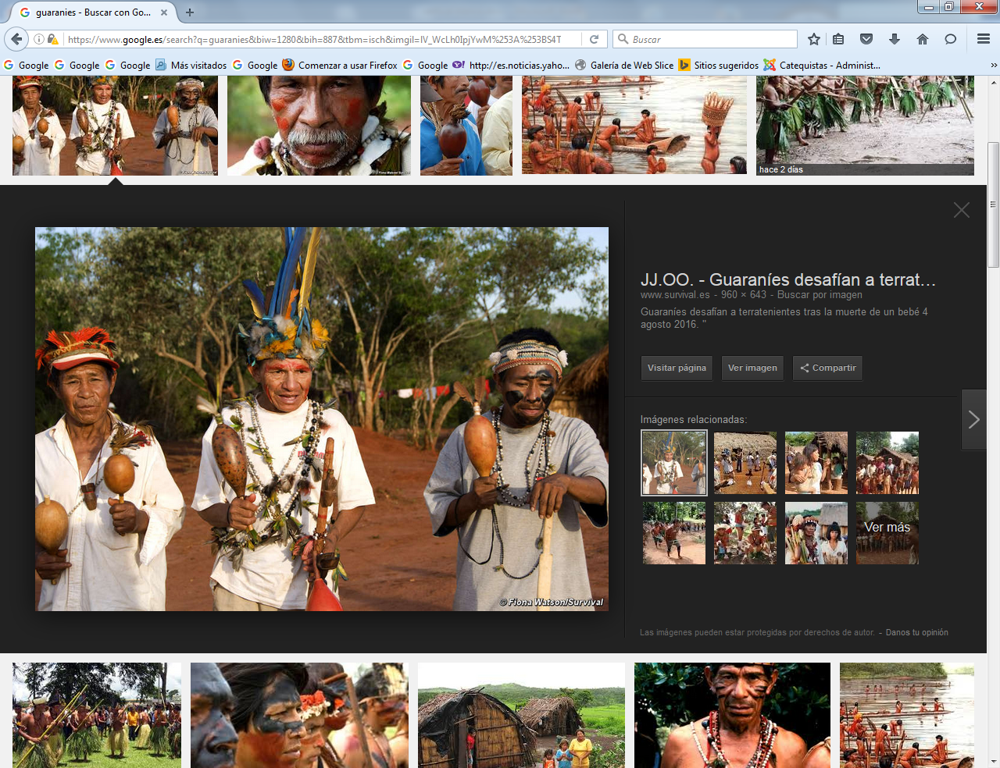 guaranies - Buscar con Go...
https://www.google.es/search?q=guaranies&biw=1280&bih=887&tbm=isch&imgil=IV_WcLh0IpjYwM%253A%253BS4T
Buscar
Google Google Google Más visitados Google Comenzar a usar Firefox Google http://es.noticias.yaho... Galería de Web Slice Sitios sugeridos Catequistas - Administ...
hace 2 días
JJ.OO. - Guaraníes desafían a terrat...
www.survival.es - 960 × 643 - Buscar por imagen
Guaraníes desafían a terratenientes tras la muerte de un bebé 4
agosto 2016. "
Visitar página Ver imagen Compartir
Imágenes relacionadas:
Ver más
© Fiona Watson/Survival
Las imágenes pueden estar protegidas por derechos de autor. - Danos tu opinión